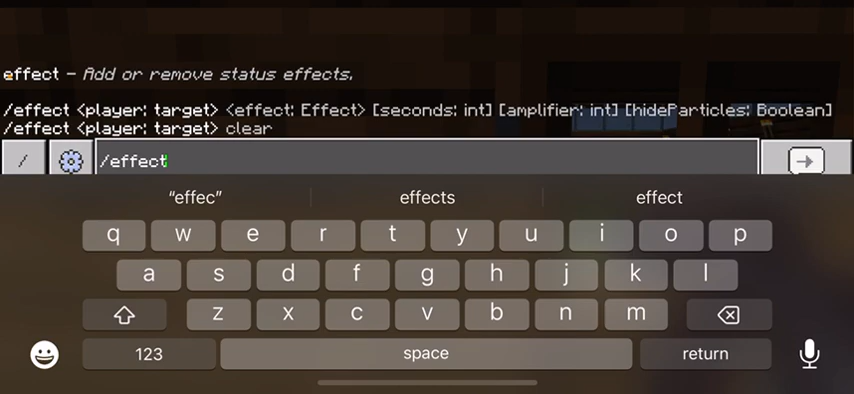 effect - Add or remove status effects.
/effect <player: target> <effect: Effect> [seconds: int] [amplifier: int] [hideParticles: Boolean]
/effect <player: target> clear
/ /effect
“effec” effects effect
q w e r t y u i o p
a s d f g h j k l
z x c v b n m
123 space return